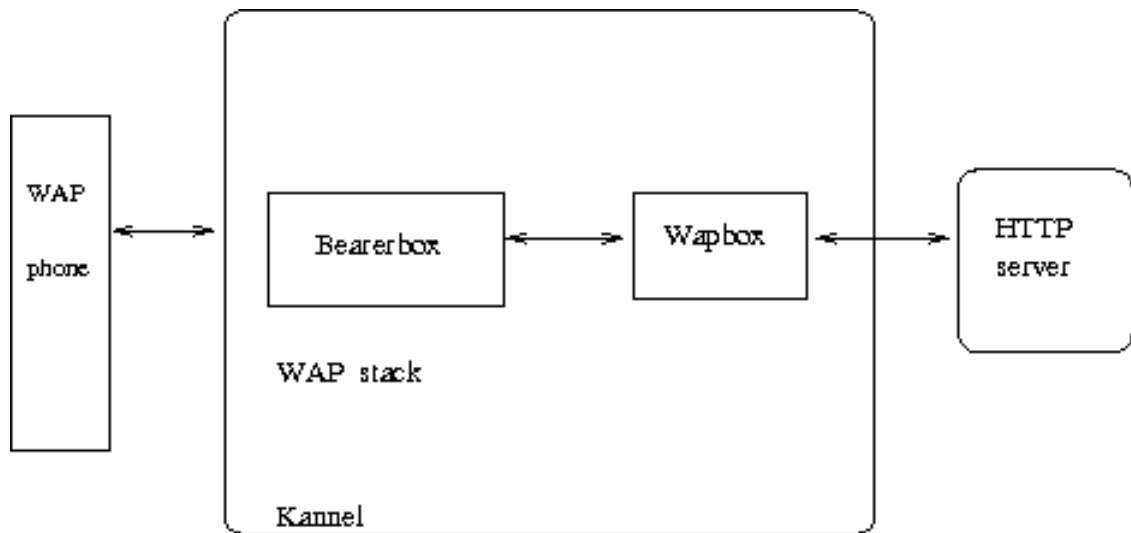 WAP
phone
Bearerbox
Wapbox
HTTP
server
WAP stack
Kannel